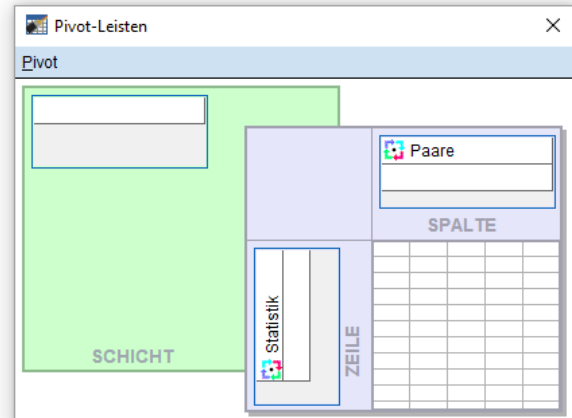 Pivot-Leisten
Pivot
Paare
SPALTE
Statistik
ZEILE
SCHICHT